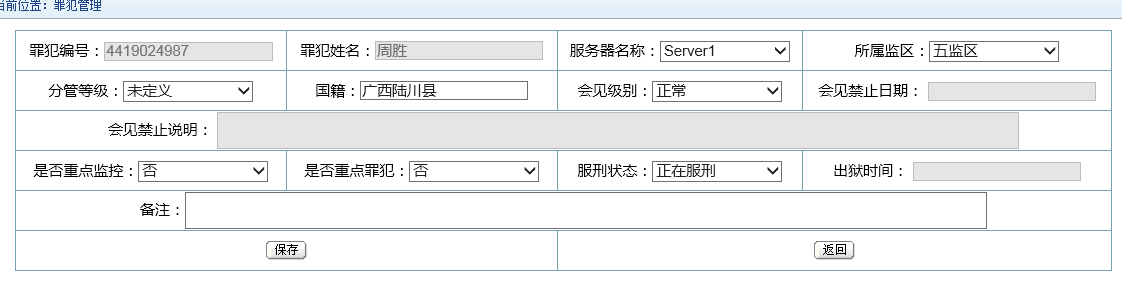 当前位置：罪犯管理
罪犯编号：4419024987 罪犯姓名：周胜 服务器名称：Server1 所属监区：五监区
分管等级：未定义 国籍：广西陆川县 会见级别：正常 会见禁止日期：
会见禁止说明：
是否重点监控：否 是否重点罪犯：否 服刑状态：正在服刑 出狱时间：
备注：
保存 返回